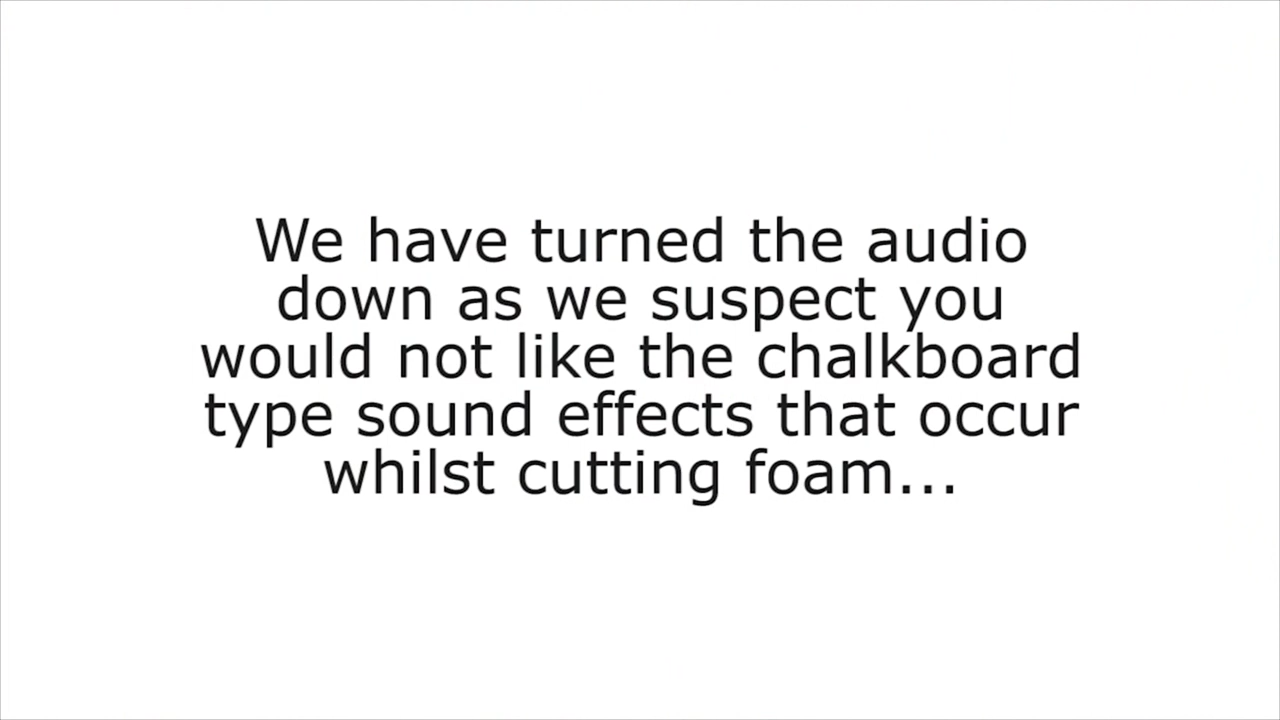 We have turned the audio
down as we suspect you
would not like the chalkboard
type sound effects that occur
whilst cutting foam...